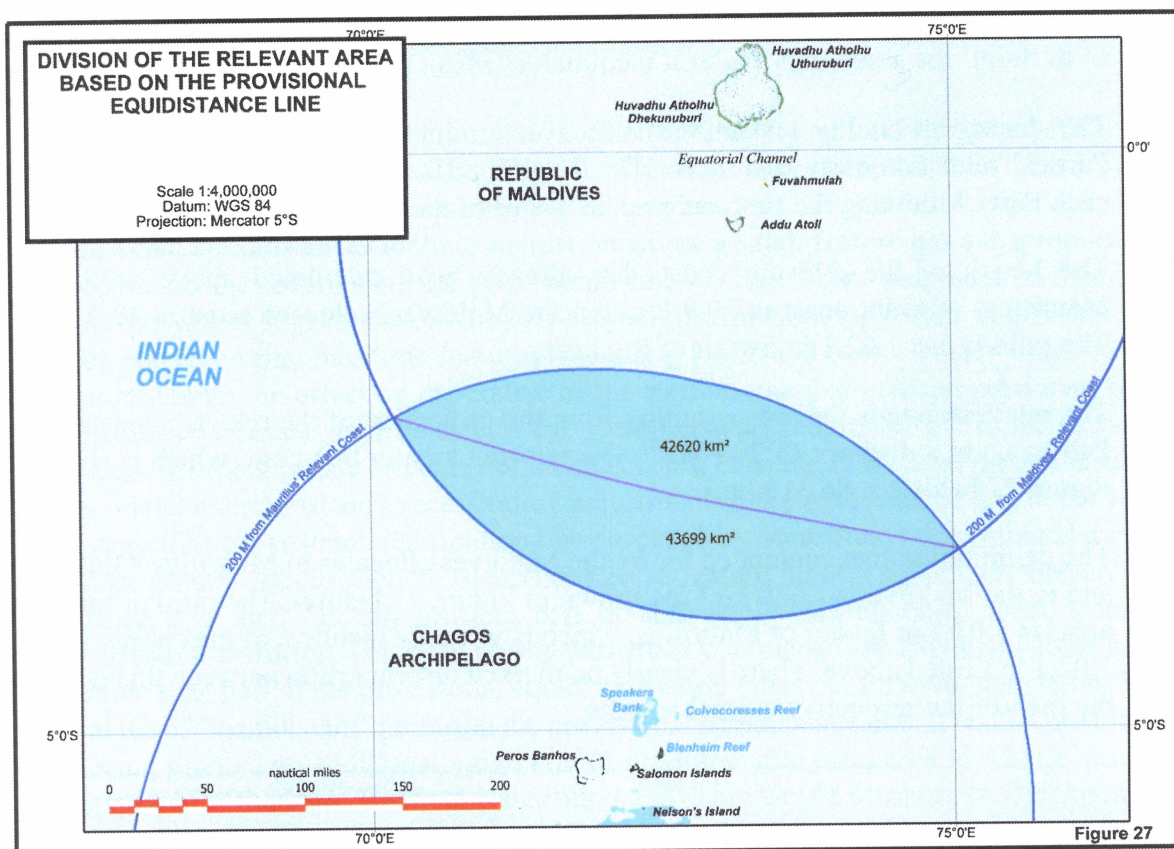 70°0'E
75°0'E
DIVISION OF THE RELEVANT AREA
BASED ON THE PROVISIONAL
EQUIDISTANCE LINE
Scale 1:4,000,000
Datum: WGS 84
Projection: Mercator 5°S
Huvadhu Atholhu
Uthuruburi
Huvadhu Atholhu
Dhekunuburi
Equatorial Channel
0°0'
REPUBLIC
OF MALDIVES
Fuvahmulah
Addu Atoll
INDIAN
OCEAN
200 M from Mauritius' Relevant Coast
42620 km²
43699 km²
200 M from Maldives' Relevant Coast
CHAGOS
ARCHIPELAGO
Speakers
Bank
Colvocoresses Reef
5°0'S
5°0'S
Blenheim Reef
Peros Banhos
Salomon Islands
nautical miles
0 50 100 150 200
Nelson's Island
70°0'E
75°0'E
Figure 27